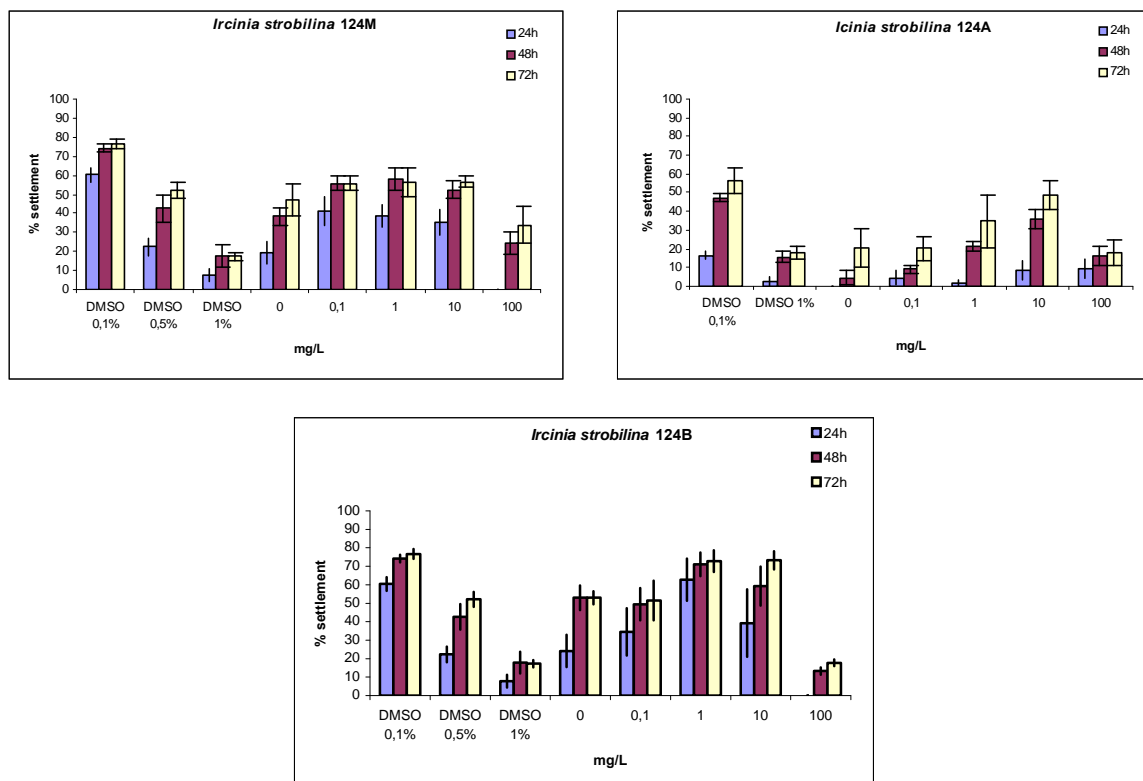 Ircinia strobilina 124M
24h
48h
72h
% settlement
100
90
80
70
60
50
40
30
20
10
0
DMSO 0,1%
DMSO 0,5%
DMSO 1%
0
0,1
1
10
100
mg/L
Icinia strobilina 124A
24h
48h
72h
% settlement
100
90
80
70
60
50
40
30
20
10
0
DMSO 0,1%
DMSO 1%
0
0,1
1
10
100
mg/L
Ircinia strobilina 124B
24h
48h
72h
% settlement
100
90
80
70
60
50
40
30
20
10
0
DMSO 0,1%
DMSO 0,5%
DMSO 1%
0
0,1
1
10
100
mg/L